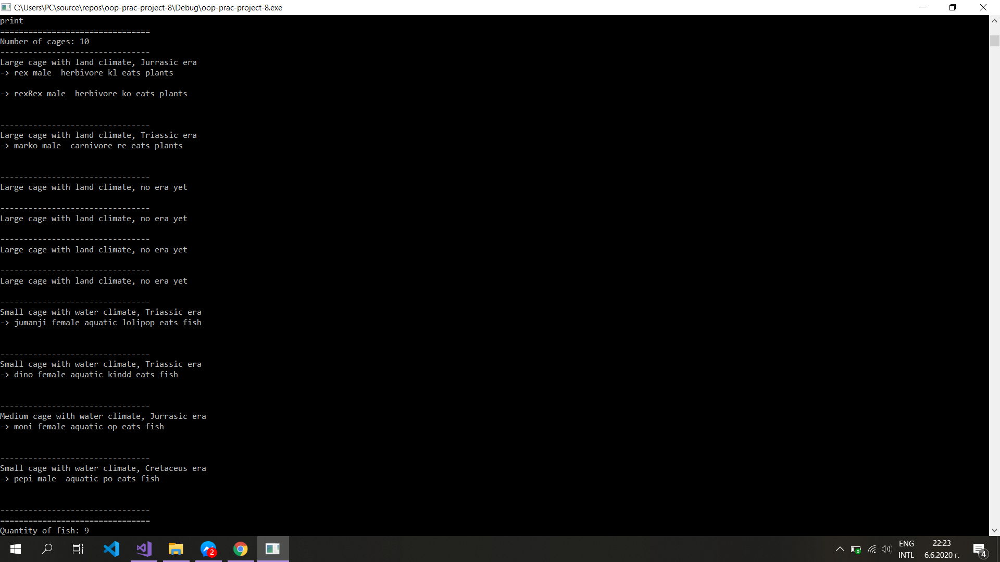 C:\Users\PC\source\repos\oop-prac-project-8\Debug\oop-prac-project-8.exe
print
================================
Number of cages: 10
--------------------------------
Large cage with land climate, Jurrasic era
-> rex male  herbivore kl eats plants
-> rexRex male  herbivore ko eats plants
--------------------------------
Large cage with land climate, Triassic era
-> marko male  carnivore re eats plants
--------------------------------
Large cage with land climate, no era yet
--------------------------------
Large cage with land climate, no era yet
--------------------------------
Large cage with land climate, no era yet
--------------------------------
Large cage with land climate, no era yet
--------------------------------
Small cage with water climate, Triassic era
-> jumanji female aquatic lolipop eats fish
--------------------------------
Small cage with water climate, Triassic era
-> dino female aquatic kindd eats fish
--------------------------------
Medium cage with water climate, Jurrasic era
-> moni female aquatic op eats fish
--------------------------------
Small cage with water climate, Cretaceus era
-> pepi male  aquatic po eats fish
--------------------------------
================================
Quantity of fish: 9
2
ENG
INTL
22:23
6.6.2020 г.
4